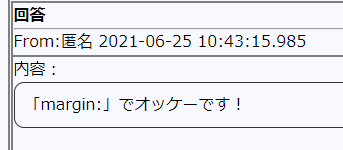 回答
From:匿名 2021-06-25 10:43:15.985
内容：
「margin:」でオッケーです！